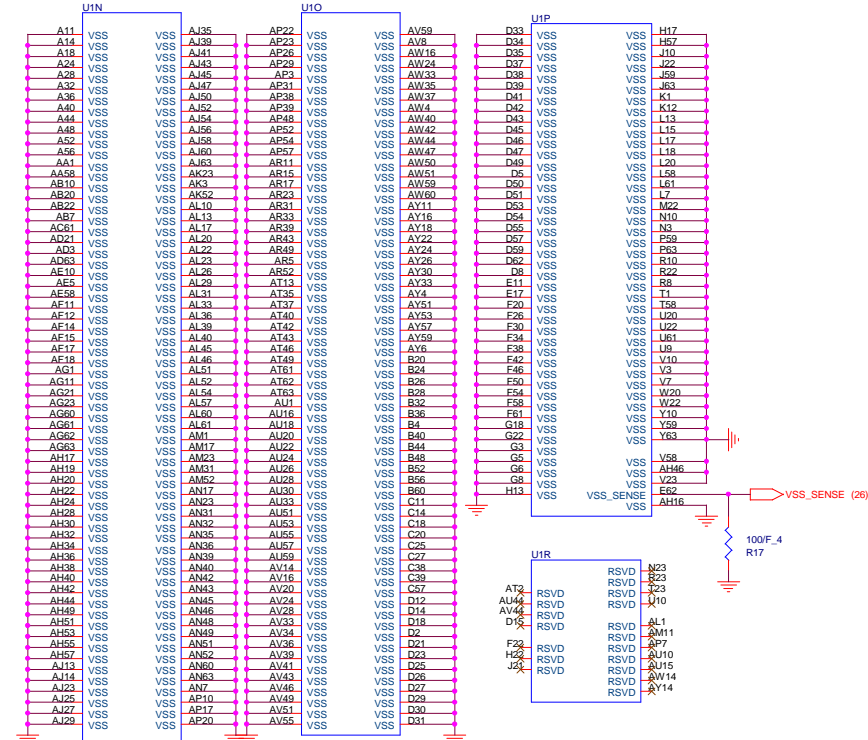 U1N
A11 VSS VSS AJ35
A14 VSS VSS AJ39
A18 VSS VSS AJ41
A24 VSS VSS AJ43
A28 VSS VSS AJ45
A32 VSS VSS AJ47
A36 VSS VSS AJ50
A40 VSS VSS AJ52
A44 VSS VSS AJ54
A48 VSS VSS AJ56
A52 VSS VSS AJ58
A56 VSS VSS AJ60
AA1 VSS VSS AJ63
AA58 VSS VSS AK23
AB10 VSS VSS AK3
AB20 VSS VSS AK52
AB22 VSS VSS AL10
AB7 VSS VSS AL13
AC61 VSS VSS AL17
AD21 VSS VSS AL20
AD3 VSS VSS AL22
AD63 VSS VSS AL23
AE10 VSS VSS AL26
AE5 VSS VSS AL29
AE58 VSS VSS AL31
AF11 VSS VSS AL33
AF12 VSS VSS AL36
AF14 VSS VSS AL39
AF15 VSS VSS AL40
AF17 VSS VSS AL45
AF18 VSS VSS AL46
AG1 VSS VSS AL51
AG11 VSS VSS AL52
AG21 VSS VSS AL54
AG23 VSS VSS AL57
AG60 VSS VSS AL60
AG61 VSS VSS AL61
AG62 VSS VSS AM1
AG63 VSS VSS AM17
AH17 VSS VSS AM23
AH19 VSS VSS AM31
AH20 VSS VSS AM52
AH22 VSS VSS AN17
AH24 VSS VSS AN23
AH28 VSS VSS AN31
AH30 VSS VSS AN32
AH32 VSS VSS AN35
AH34 VSS VSS AN36
AH36 VSS VSS AN39
AH38 VSS VSS AN40
AH40 VSS VSS AN42
AH42 VSS VSS AN43
AH44 VSS VSS AN45
AH49 VSS VSS AN46
AH51 VSS VSS AN48
AH53 VSS VSS AN49
AH55 VSS VSS AN51
AH57 VSS VSS AN52
AJ13 VSS VSS AN60
AJ14 VSS VSS AN63
AJ23 VSS VSS AN7
AJ25 VSS VSS AP10
AJ27 VSS VSS AP17
AJ29 VSS VSS AP20
U1O
AP22 VSS VSS AV59
AP23 VSS VSS AV8
AP26 VSS VSS AW16
AP29 VSS VSS AW24
AP3 VSS VSS AW33
AP31 VSS VSS AW35
AP38 VSS VSS AW37
AP39 VSS VSS AW4
AP48 VSS VSS AW40
AP52 VSS VSS AW42
AP54 VSS VSS AW44
AP57 VSS VSS AW47
AR11 VSS VSS AW50
AR15 VSS VSS AW51
AR17 VSS VSS AW59
AR23 VSS VSS AW60
AR31 VSS VSS AY11
AR33 VSS VSS AY16
AR39 VSS VSS AY18
AR43 VSS VSS AY22
AR49 VSS VSS AY24
AR5 VSS VSS AY26
AR52 VSS VSS AY30
AT13 VSS VSS AY33
AT35 VSS VSS AY4
AT37 VSS VSS AY51
AT40 VSS VSS AY53
AT42 VSS VSS AY57
AT43 VSS VSS AY59
AT46 VSS VSS AY6
AT49 VSS VSS B20
AT61 VSS VSS B24
AT62 VSS VSS B26
AT63 VSS VSS B28
AU1 VSS VSS B32
AU16 VSS VSS B36
AU18 VSS VSS B4
AU20 VSS VSS B40
AU22 VSS VSS B44
AU24 VSS VSS B48
AU26 VSS VSS B52
AU28 VSS VSS B56
AU30 VSS VSS B60
AU33 VSS VSS C11
AU51 VSS VSS C14
AU53 VSS VSS C18
AU55 VSS VSS C20
AU57 VSS VSS C25
AU59 VSS VSS C27
AV14 VSS VSS C38
AV16 VSS VSS C39
AV20 VSS VSS C57
AV24 VSS VSS D12
AV28 VSS VSS D14
AV33 VSS VSS D18
AV34 VSS VSS D2
AV36 VSS VSS D21
AV39 VSS VSS D23
AV41 VSS VSS D25
AV43 VSS VSS D26
AV46 VSS VSS D27
AV49 VSS VSS D29
AV51 VSS VSS D30
AV55 VSS VSS D31
U1P
D33 VSS VSS H17
D34 VSS VSS H57
D35 VSS VSS J10
D37 VSS VSS J22
D38 VSS VSS J59
D39 VSS VSS J63
D41 VSS VSS K1
D42 VSS VSS K12
D43 VSS VSS L13
D45 VSS VSS L15
D46 VSS VSS L17
D47 VSS VSS L18
D49 VSS VSS L20
D5 VSS VSS L58
D50 VSS VSS L61
D51 VSS VSS L7
D53 VSS VSS M22
D54 VSS VSS N10
D55 VSS VSS N3
D57 VSS VSS P59
D59 VSS VSS P63
D62 VSS VSS R10
D8 VSS VSS R22
E11 VSS VSS R8
E17 VSS VSS T1
F20 VSS VSS T58
F26 VSS VSS U20
F30 VSS VSS U22
F34 VSS VSS U61
F38 VSS VSS U9
F42 VSS VSS V10
F46 VSS VSS V3
F50 VSS VSS V7
F54 VSS VSS W20
F58 VSS VSS W22
F61 VSS VSS Y10
G18 VSS VSS Y59
G22 VSS VSS Y63
G3 VSS
G5 VSS VSS V58
G6 VSS VSS AH46
G8 VSS VSS V23
H13 VSS VSS_SENSE E62
VSS AH16
VSS_SENSE (26)
100/F_4
R17
U1R
RSVD N23
RSVD R23
AT2 RSVD RSVD T23
AU44 RSVD RSVD U10
AV44 RSVD
D15 RSVD RSVD AL1
RSVD AM11
F22 RSVD RSVD AP7
H22 RSVD RSVD AU10
J21 RSVD RSVD AU15
RSVD AW14
RSVD AY14